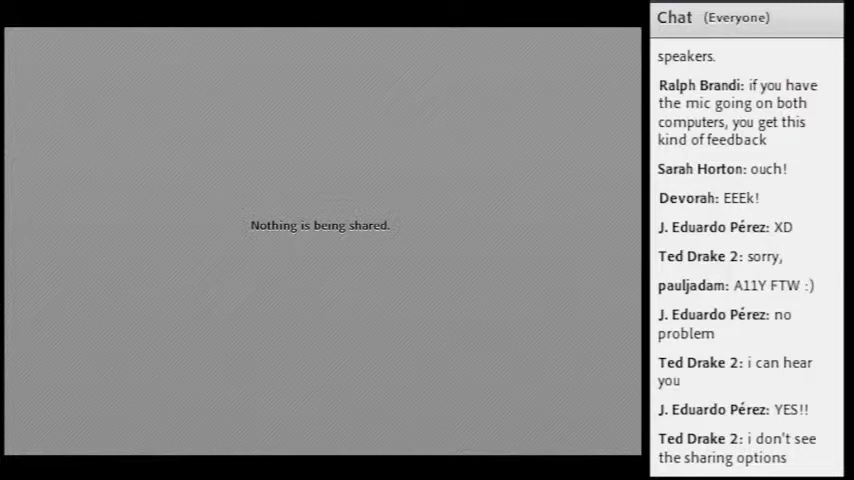 Nothing is being shared.
Chat (Everyone)
speakers.
Ralph Brandi: if you have
the mic going on both
computers, you get this
kind of feedback
Sarah Horton: ouch!
Devorah: EEEk!
J. Eduardo Pérez: XD
Ted Drake 2: sorry,
pauljadam: A11Y FTW :)
J. Eduardo Pérez: no
problem
Ted Drake 2: i can hear
you
J. Eduardo Pérez: YES!!
Ted Drake 2: i don't see
the sharing options